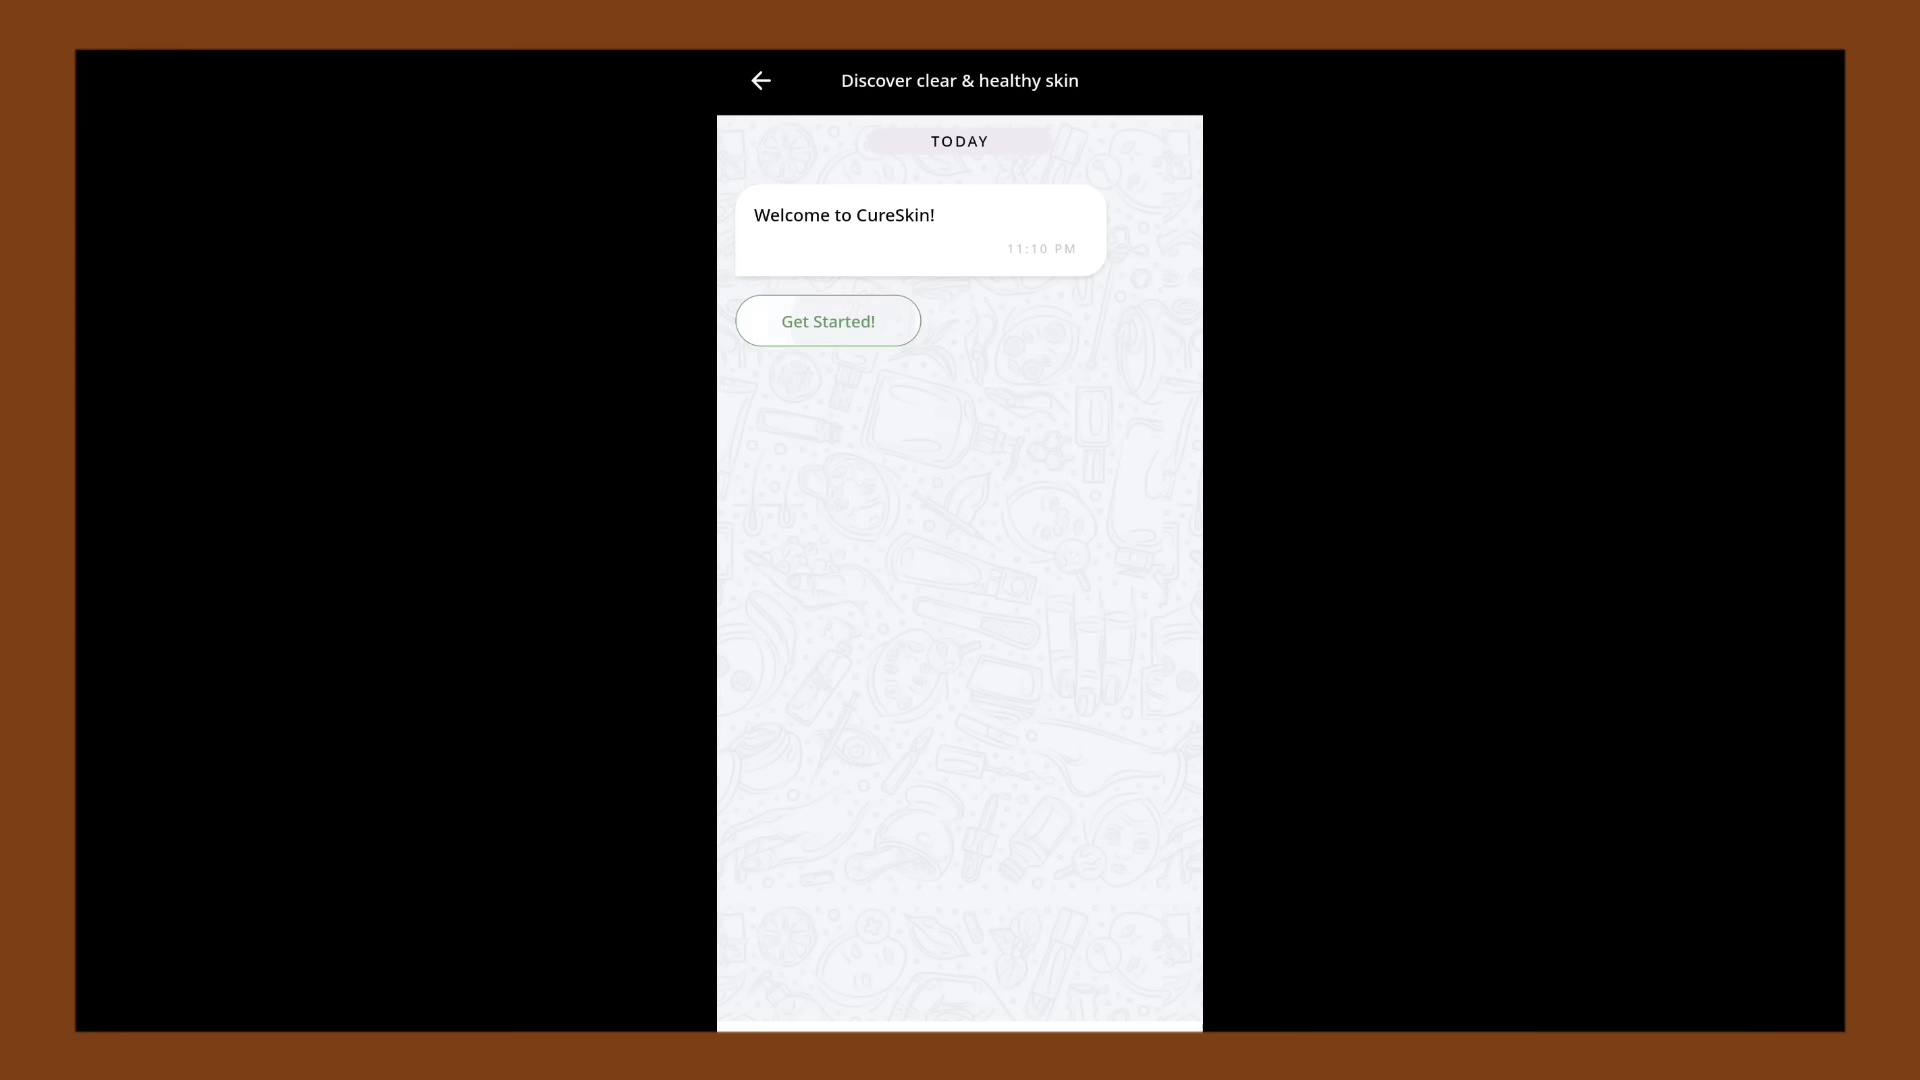 Discover clear & healthy skin
TODAY
Welcome to CureSkin!
11:10 PM
Get Started!